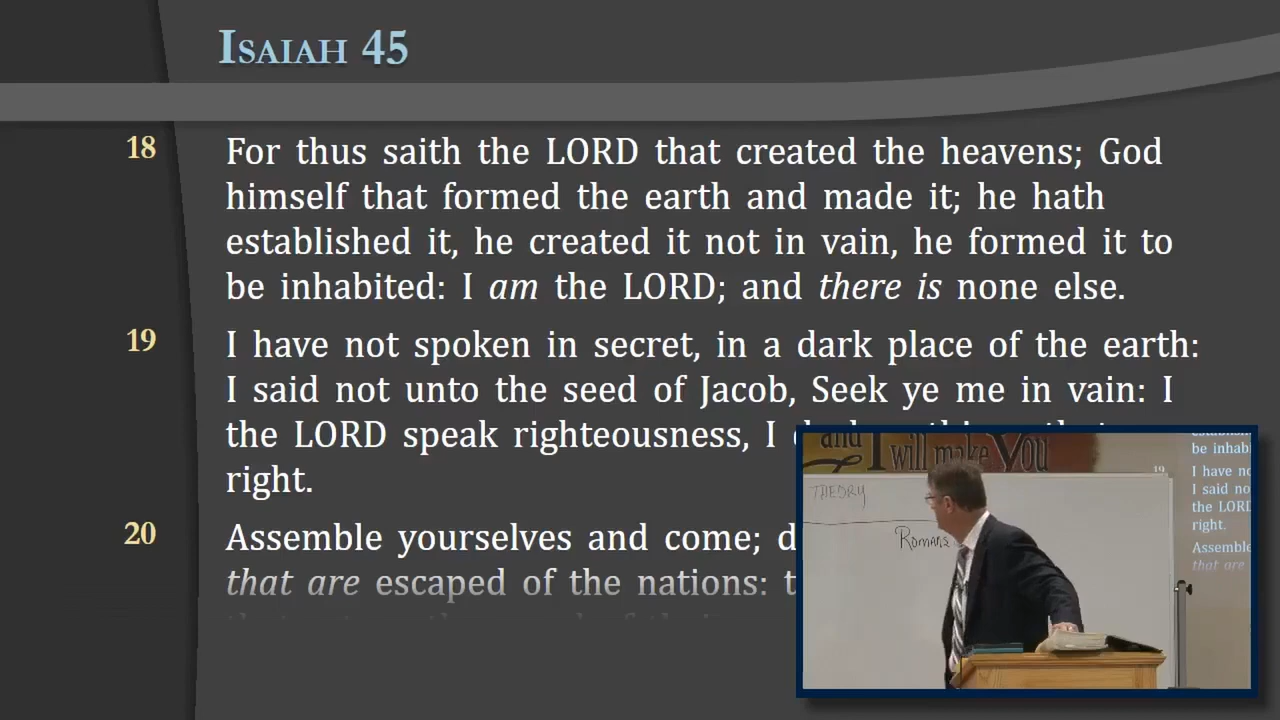 ISAIAH 45
18 For thus saith the LORD that created the heavens; God
himself that formed the earth and made it; he hath
established it, he created it not in vain, he formed it to
be inhabited: I am the LORD; and there is none else.
19 I have not spoken in secret, in a dark place of the earth:
I said not unto the seed of Jacob, Seek ye me in vain: I
the LORD speak righteousness, I
right.
20 Assemble yourselves and come;
that are escaped of the nations:
and I will make You
THEORY
Romans
be inhab
19 I have no
I said no
the LOR
right.
Assemble
that are